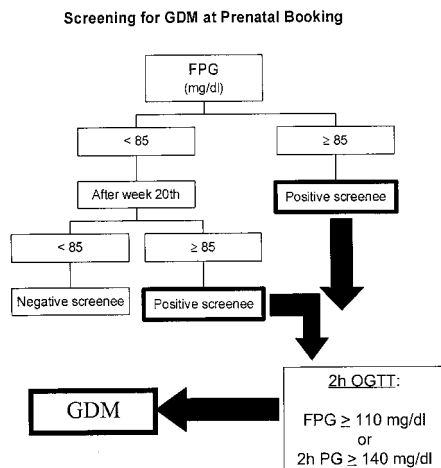 Screening for GDM at Prenatal Booking
FPG
(mg/dl)
< 85
≥ 85
After week 20th
Positive screenee
< 85
≥ 85
Negative screenee
Positive screenee
2h OGTT:
FPG ≥ 110 mg/dl
or
2h PG ≥ 140 mg/dl
GDM